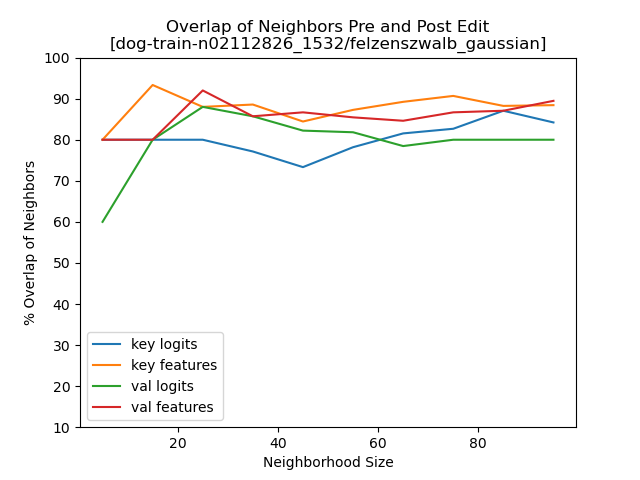 Overlap of Neighbors Pre and Post Edit
[dog-train-n02112826_1532/felzenszwalb_gaussian]
100
90
80
70
60
50
40
30
20
10
% Overlap of Neighbors
key logits
key features
val logits
val features
20 40 60 80
Neighborhood Size